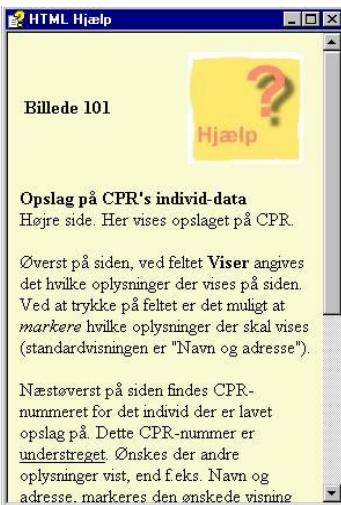 HTML Hjælp
Billede 101
Hjælp
Opslag på CPR's individ-data
Højre side. Her vises opslaget på CPR.
Øverst på siden, ved feltet Viser angives
det hvilke oplysninger der vises på siden.
Ved at trykke på feltet er det muligt at
markere hvilke oplysninger der skal vises
(standardvisningen er "Navn og adresse").
Næstøverst på siden findes CPR-
nummeret for det individ der er lavet
opslag på. Dette CPR-nummer er
understreget. Ønskes der andre
oplysninger vist, end f.eks. Navn og
adresse, markeres den ønskede visning